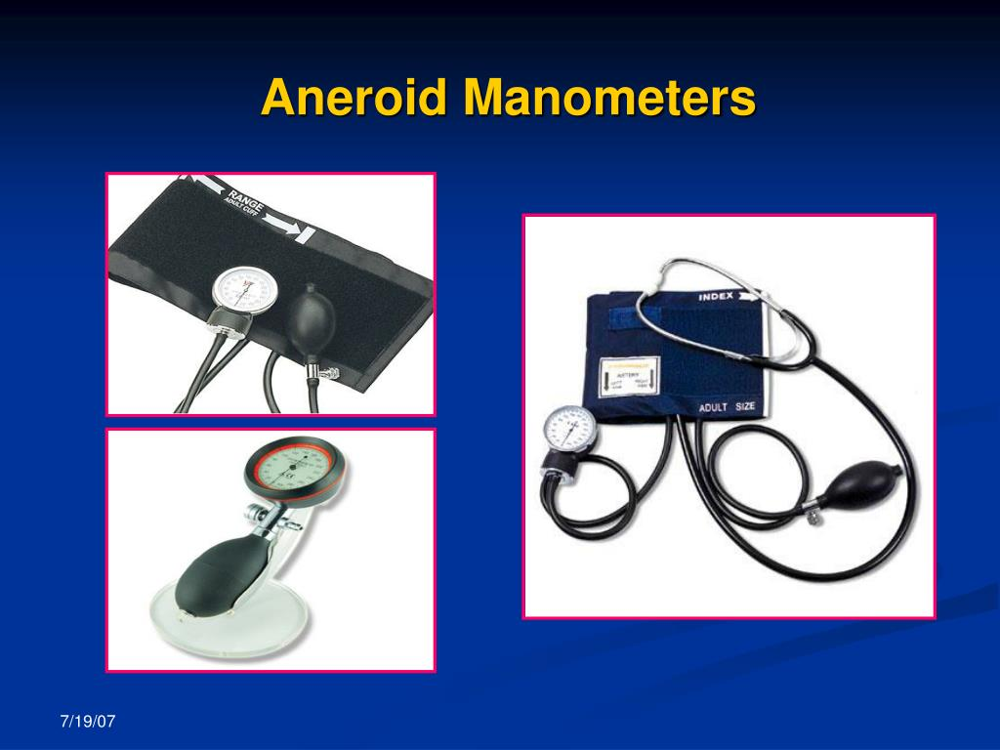 Aneroid Manometers
RANGE
ADULT CUFF
INDEX
ARTERY
ADULT SIZE
7/19/07